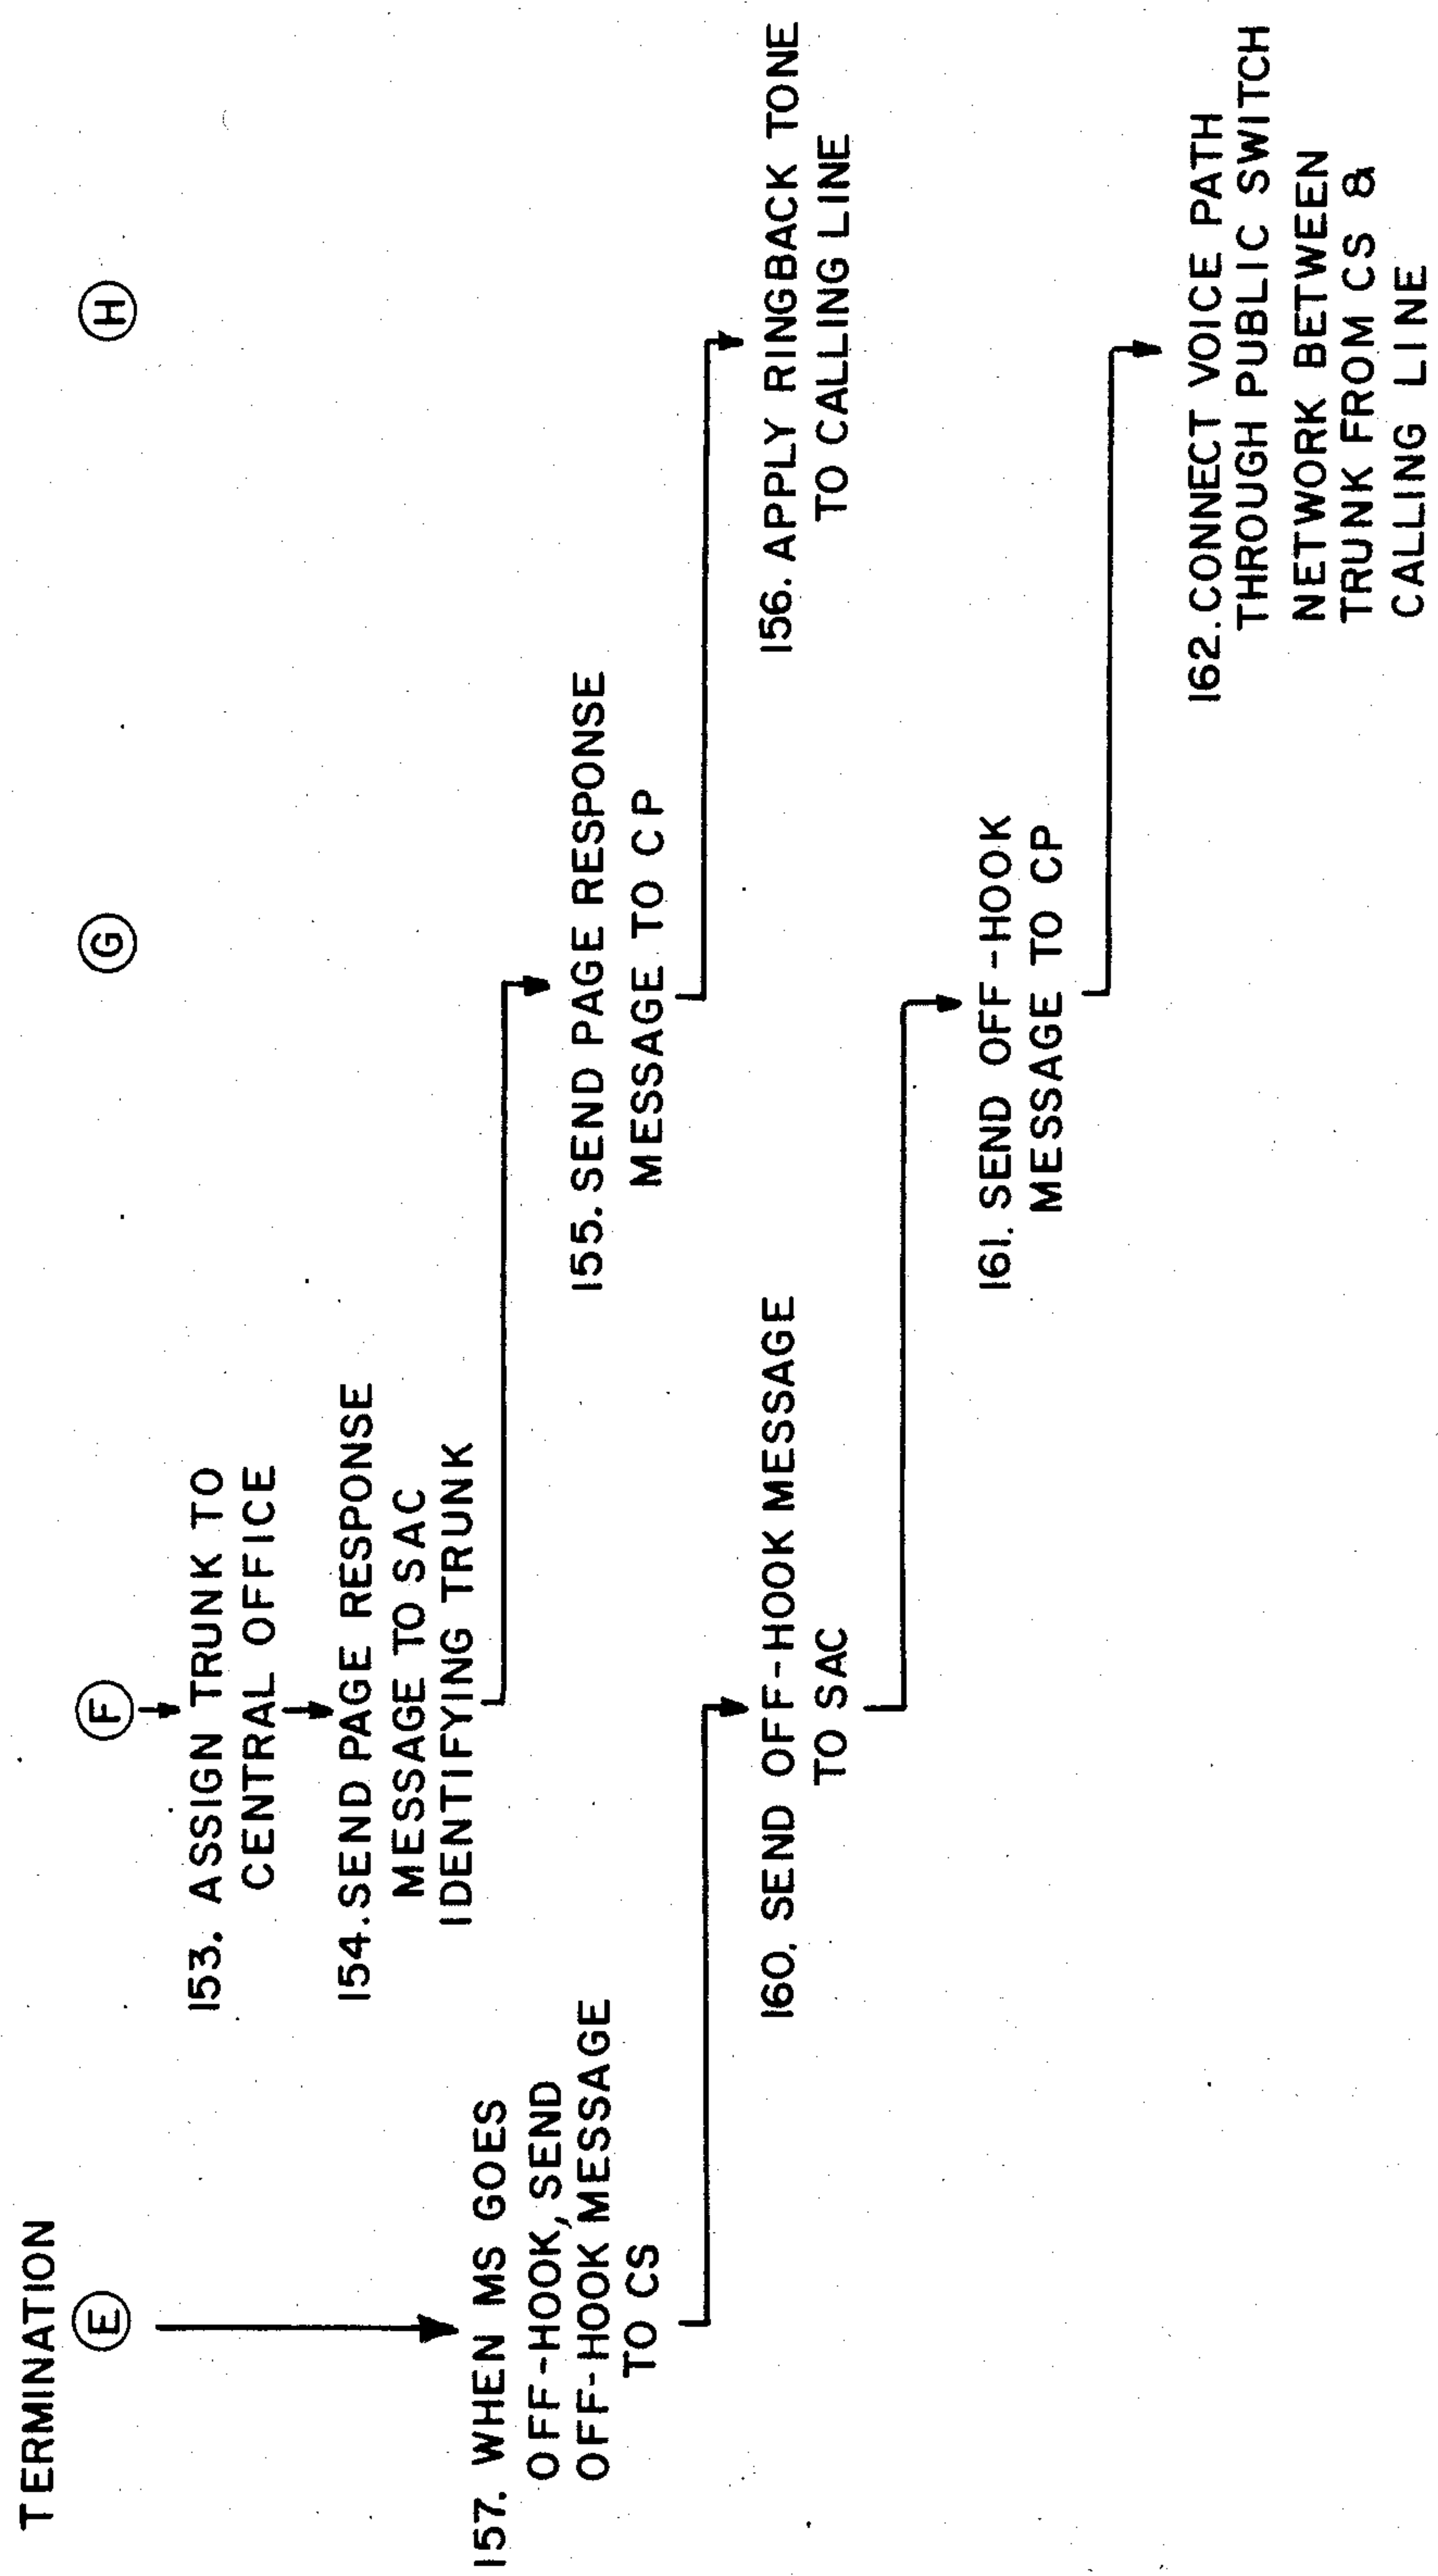 TERMINATION
E
F
G
H
153. ASSIGN TRUNK TO
CENTRAL OFFICE
154. SEND PAGE RESPONSE
MESSAGE TO SAC
IDENTIFYING TRUNK
155. SEND PAGE RESPONSE
MESSAGE TO CP
156. APPLY RINGBACK TONE
TO CALLING LINE
157. WHEN MS GOES
OFF-HOOK, SEND
OFF-HOOK MESSAGE
TO CS
160. SEND OFF-HOOK MESSAGE
TO SAC
161. SEND OFF-HOOK
MESSAGE TO CP
162. CONNECT VOICE PATH
THROUGH PUBLIC SWITCH
NETWORK BETWEEN
TRUNK FROM CS &
CALLING LINE